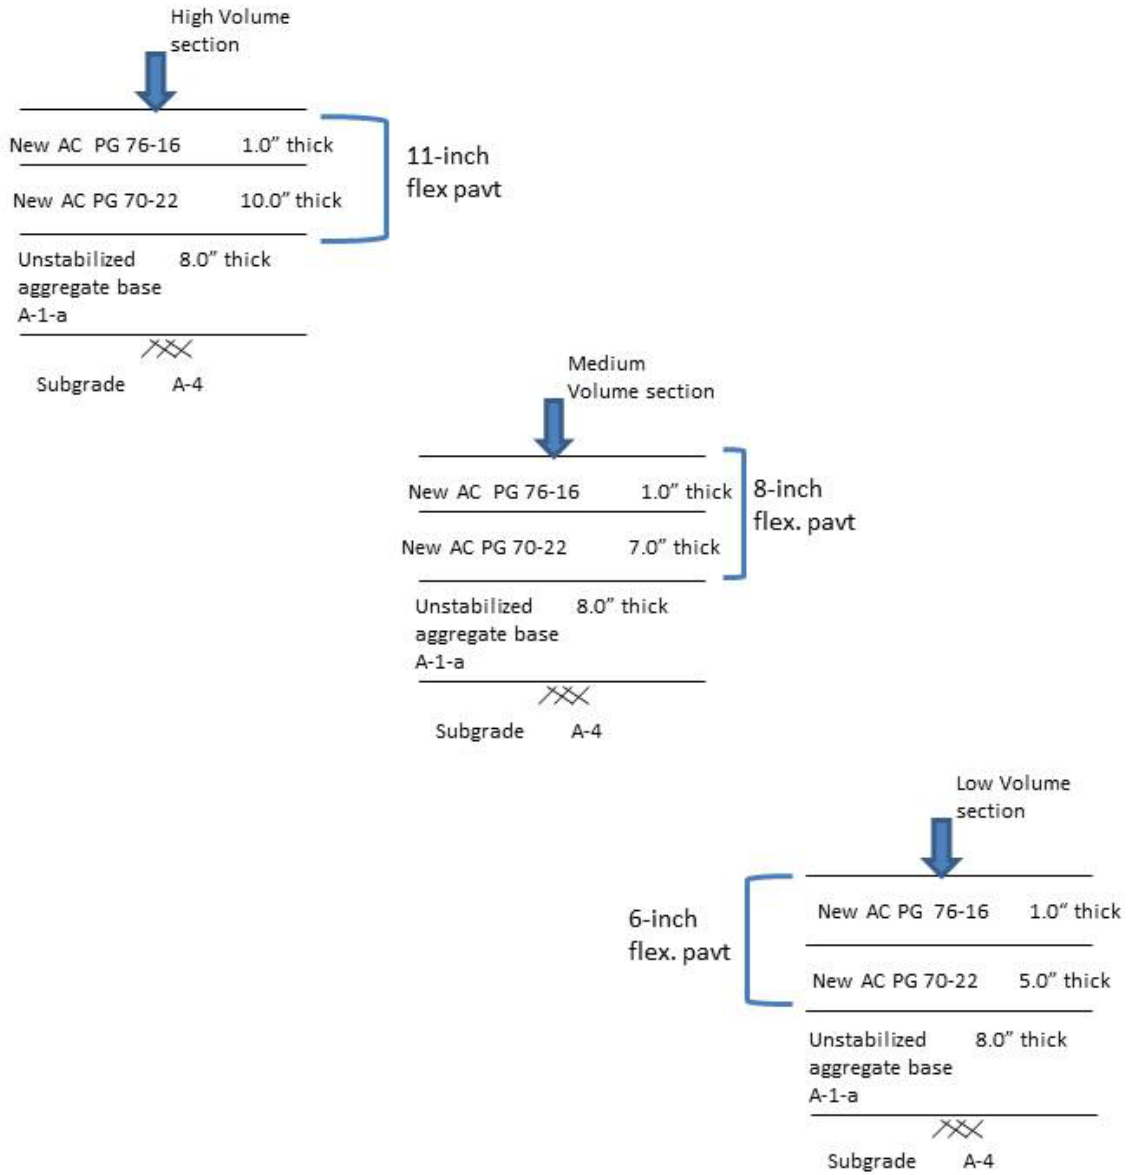 High Volume
section
New AC PG 76-16 1.0” thick
New AC PG 70-22 10.0” thick
11-inch
flex pavt
Unstabilized 8.0” thick
aggregate base
A-1-a
Subgrade A-4
Medium
Volume section
New AC PG 76-16 1.0” thick
New AC PG 70-22 7.0” thick
8-inch
flex. pavt
Unstabilized 8.0” thick
aggregate base
A-1-a
Subgrade A-4
Low Volume
section
6-inch
flex. pavt
New AC PG 76-16 1.0“ thick
New AC PG 70-22 5.0” thick
Unstabilized 8.0” thick
aggregate base
A-1-a
Subgrade A-4